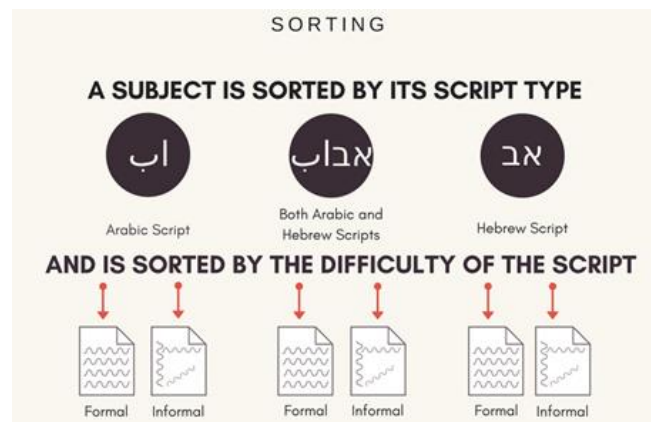 SORTING
A SUBJECT IS SORTED BY ITS SCRIPT TYPE
اب
אבاب
אב
Arabic Script
Both Arabic and
Hebrew Scripts
Hebrew Script
AND IS SORTED BY THE DIFFICULTY OF THE SCRIPT
Formal Informal
Formal Informal
Formal Informal